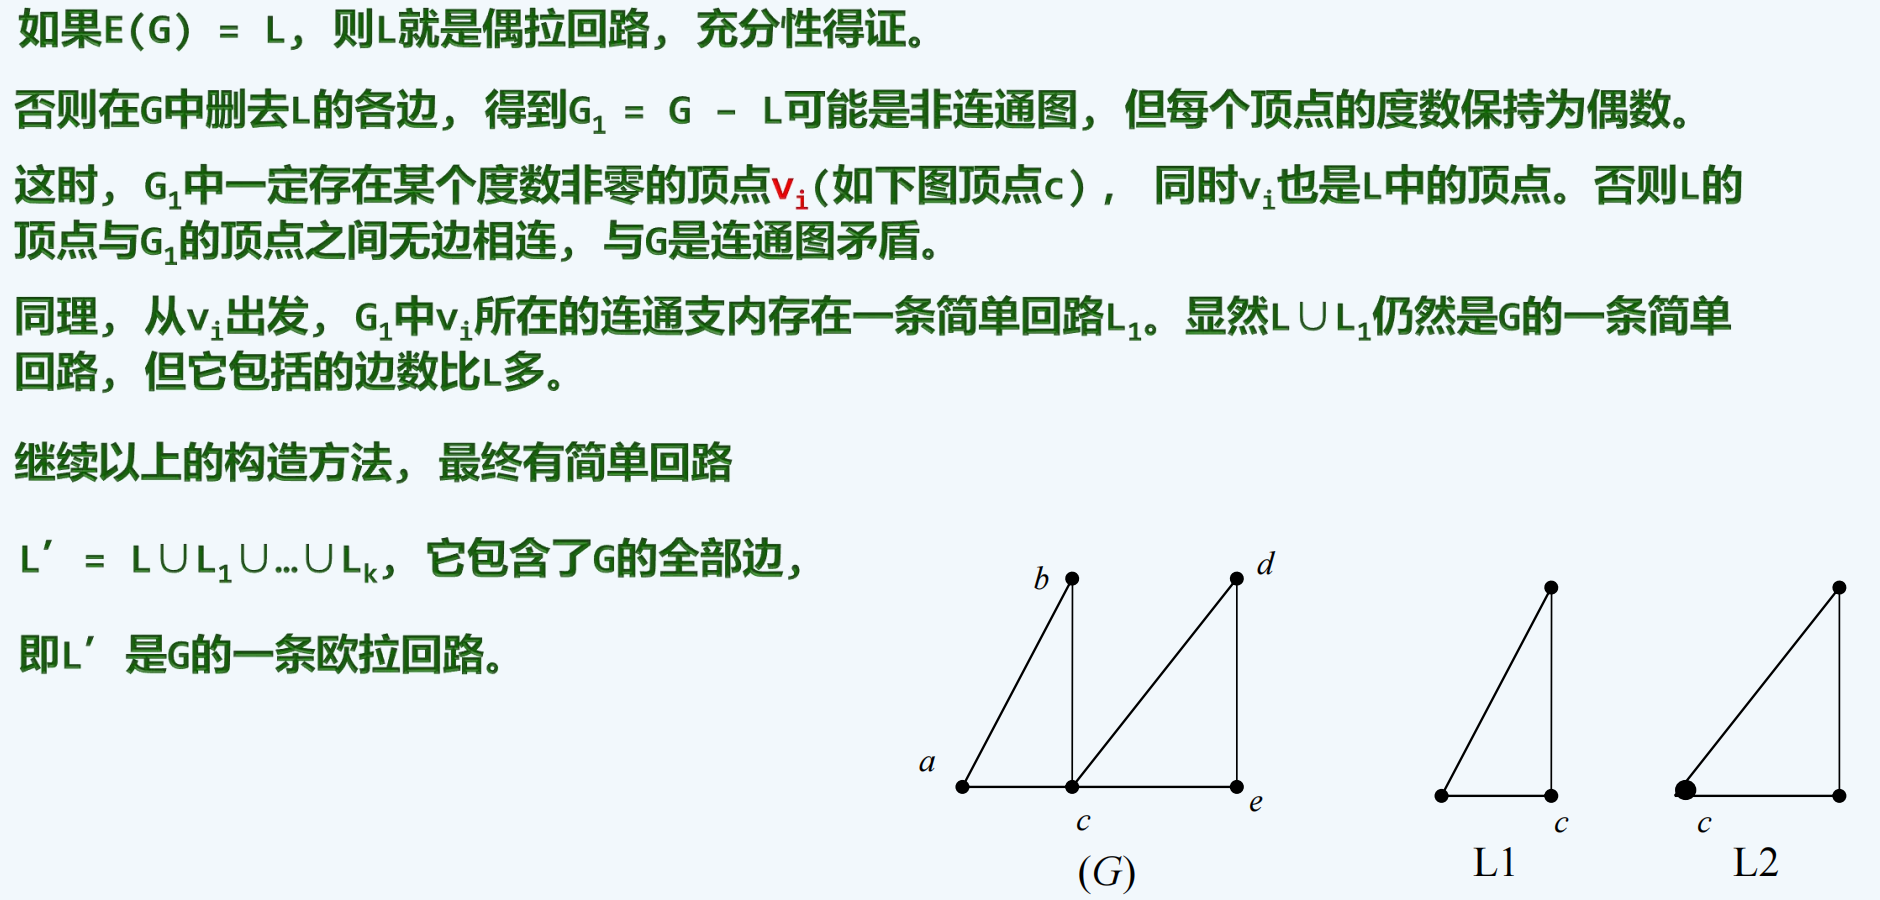 如果E(G) = L，则L就是偶拉回路，充分性得证。
否则在G中删去L的各边，得到G₁ = G - L可能是非连通图，但每个顶点的度数保持为偶数。
这时，G₁中一定存在某个度数非零的顶点vᵢ(如下图顶点c)，同时vᵢ也是L中的顶点。否则L的
顶点与G₁的顶点之间无边相连，与G是连通图矛盾。
同理，从vᵢ出发，G₁中vᵢ所在的连通支内存在一条简单回路L₁。显然L∪L₁仍然是G的一条简单
回路，但它包括的边数比L多。
继续以上的构造方法，最终有简单回路
L′ = L∪L₁∪…∪Lₖ，它包含了G的全部边，
即L′ 是G的一条欧拉回路。
b
d
a
e
c
c
c
(G)
L1
L2